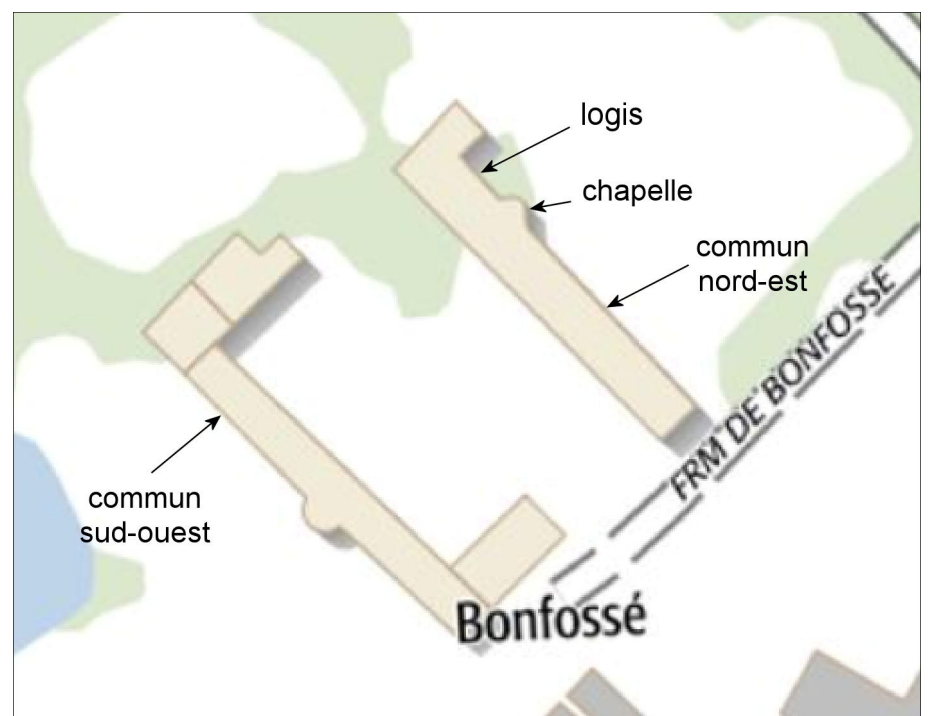 logis
chapelle
commun
nord-est
FRM DE BONFOSSE
commun
sud-ouest
Bonfossé